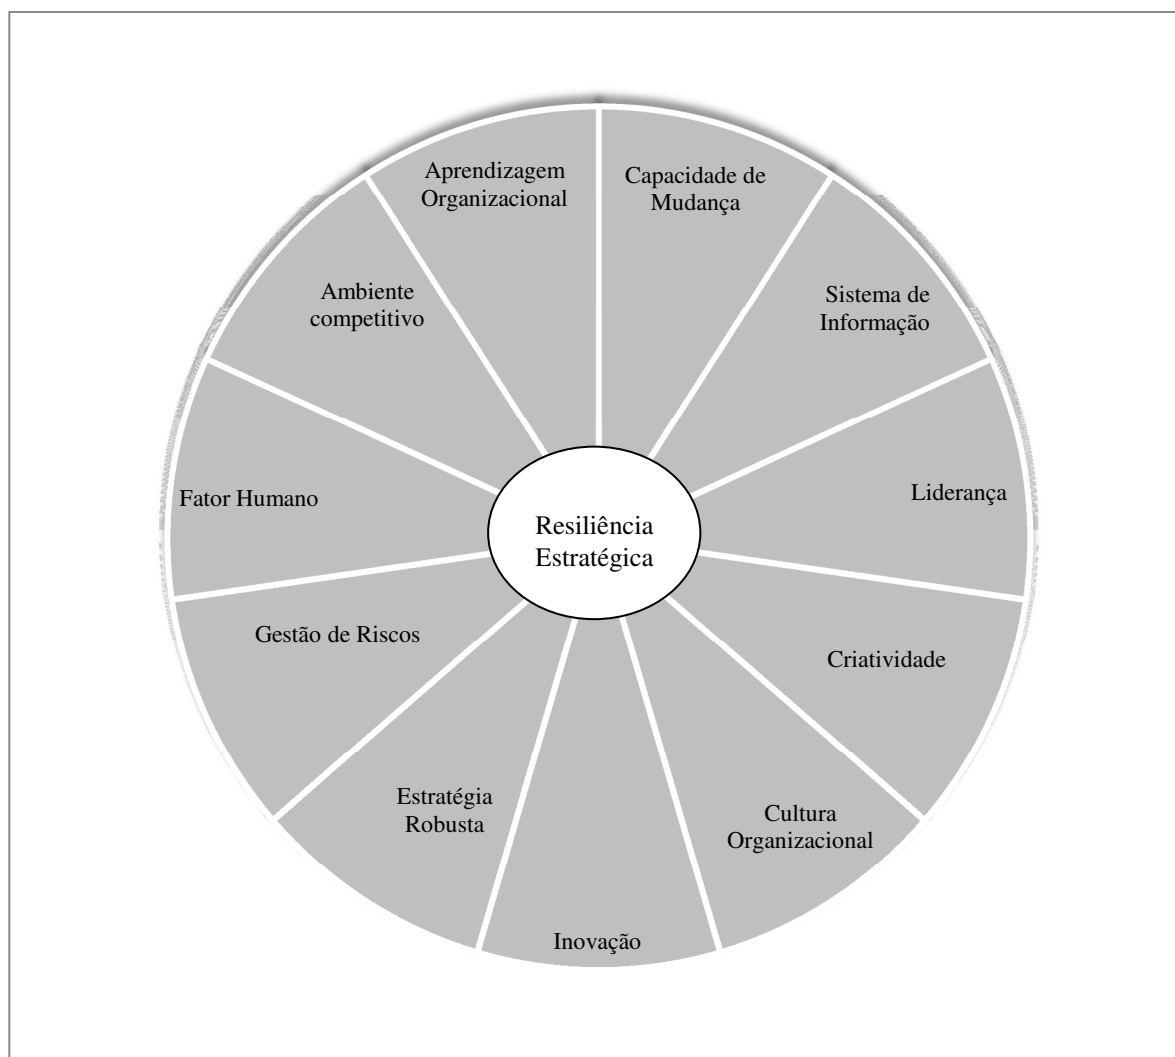 Aprendizagem
Organizacional
Capacidade de
Mudança
Ambiente
competitivo
Sistema de
Informação
Fator Humano
Liderança
Resiliência
Estratégica
Gestão de Riscos
Criatividade
Estratégia
Robusta
Cultura
Organizacional
Inovação